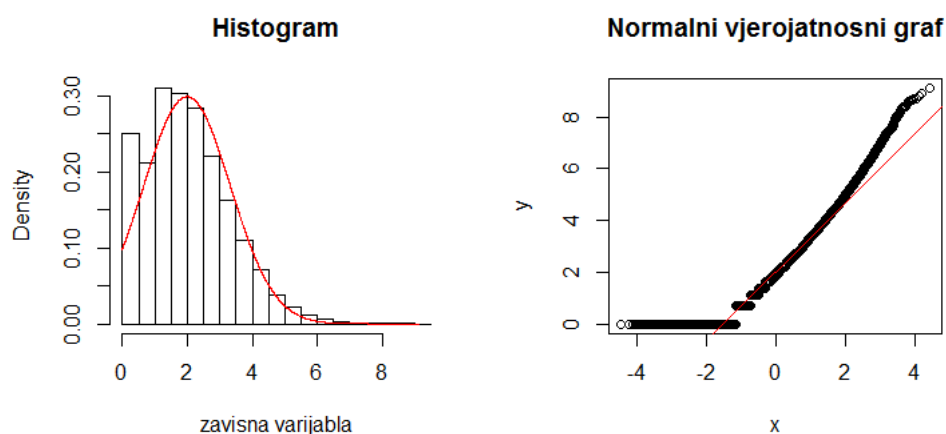 Histogram
Density
0.00 0.10 0.20 0.30
0 2 4 6 8
zavisna varijabla
Normalni vjerojatnosni graf
y
0 2 4 6 8
-4 -2 0 2 4
x